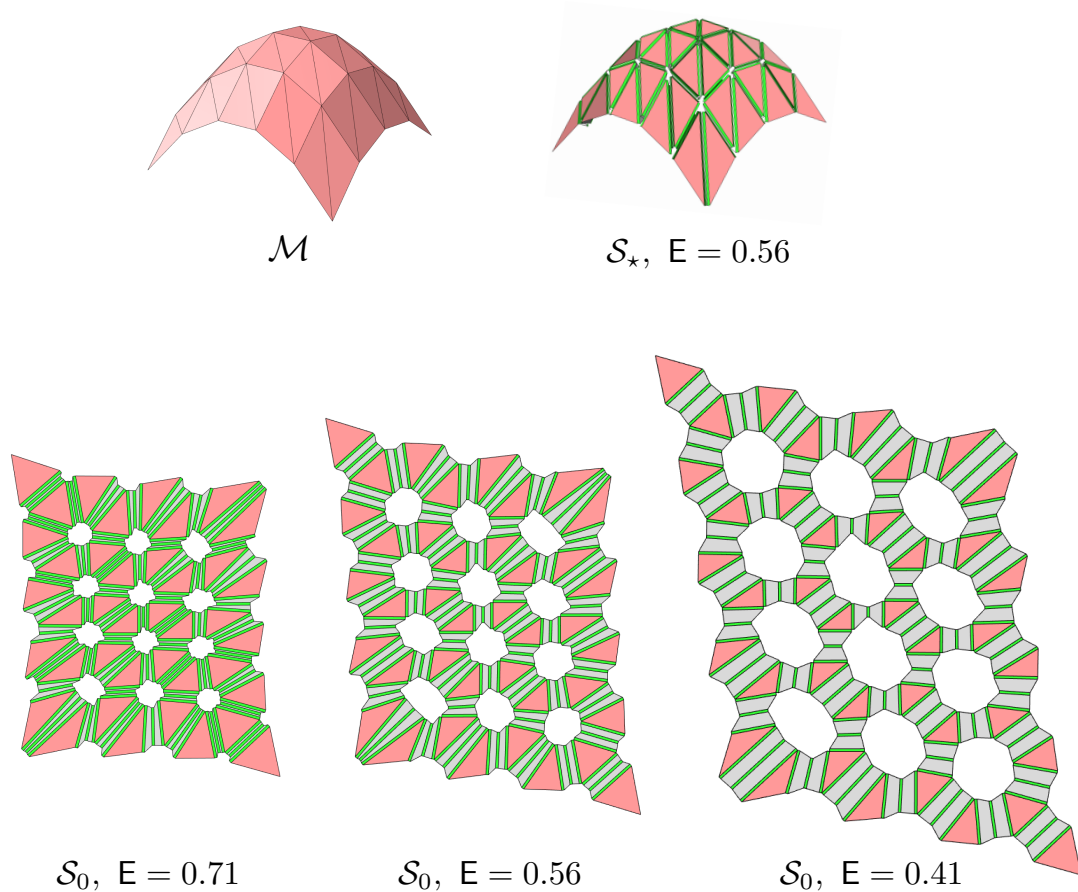 ℳ
𝒮⋆, E = 0.56
𝒮₀, E = 0.71
𝒮₀, E = 0.56
𝒮₀, E = 0.41